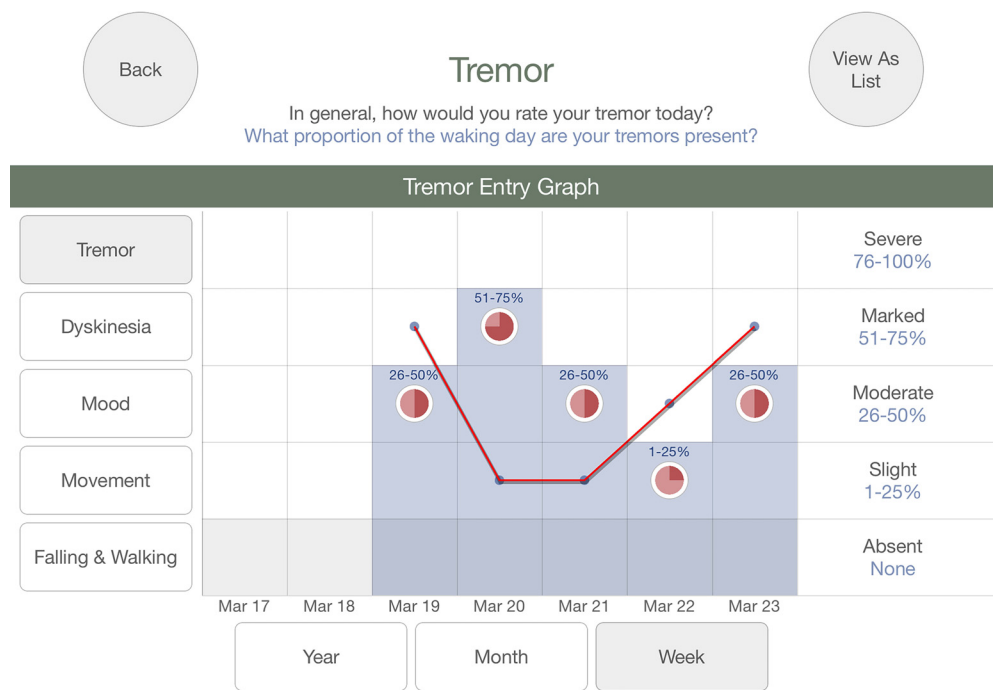 Back
Tremor
View As
List
In general, how would you rate your tremor today?
What proportion of the waking day are your tremors present?
Tremor Entry Graph
Tremor
Dyskinesia
Mood
Movement
Falling & Walking
51-75%
26-50%
26-50%
26-50%
1-25%
Severe
76-100%
Marked
51-75%
Moderate
26-50%
Slight
1-25%
Absent
None
Mar 17
Mar 18
Mar 19
Mar 20
Mar 21
Mar 22
Mar 23
Year
Month
Week